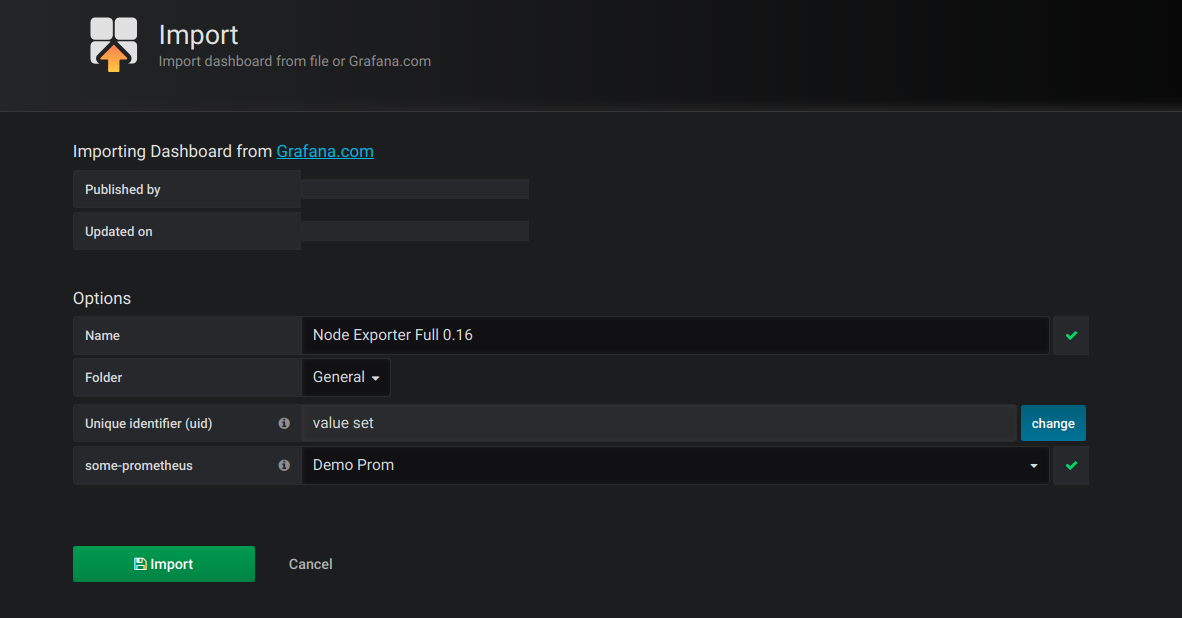 Import
Import dashboard from file or Grafana.com
Importing Dashboard from Grafana.com
Published by
Updated on
Options
Name Node Exporter Full 0.16
Folder General
Unique identifier (uid) value set change
some-prometheus Demo Prom
Import Cancel